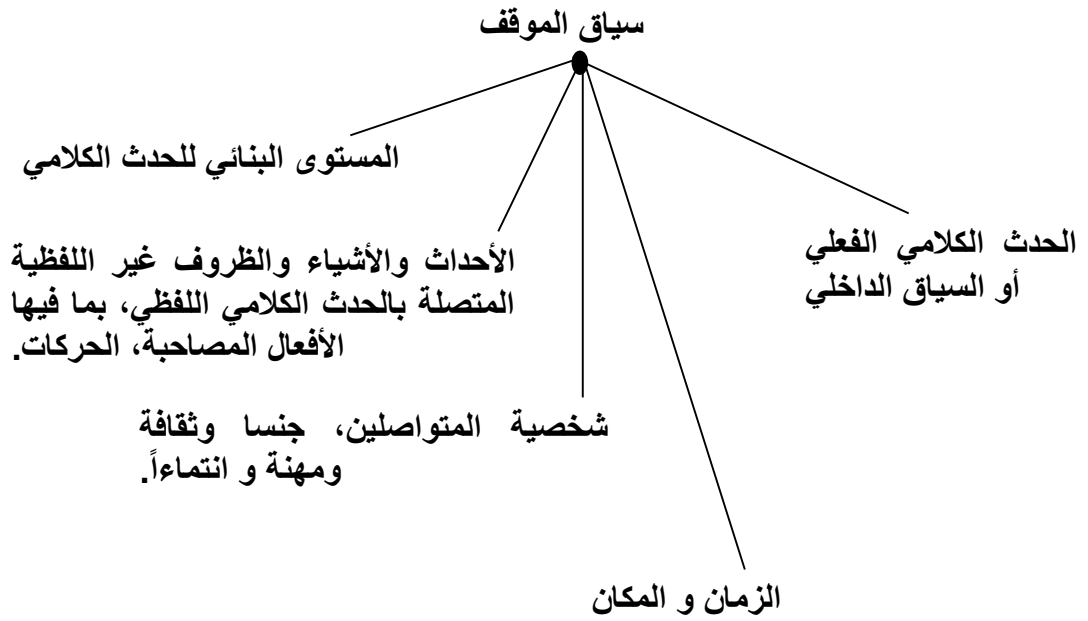 سياق الموقف
المستوى البنائي للحدث الكلامي
الحدث الكلامي الفعلي
أو السياق الداخلي
الأحداث والأشياء والظروف غير اللفظية
المتصلة بالحدث الكلامي اللفظي، بما فيها
الأفعال المصاحبة، الحركات.
شخصية المتواصلين، جنسا وثقافة
ومهنة و انتماءاً.
الزمان و المكان